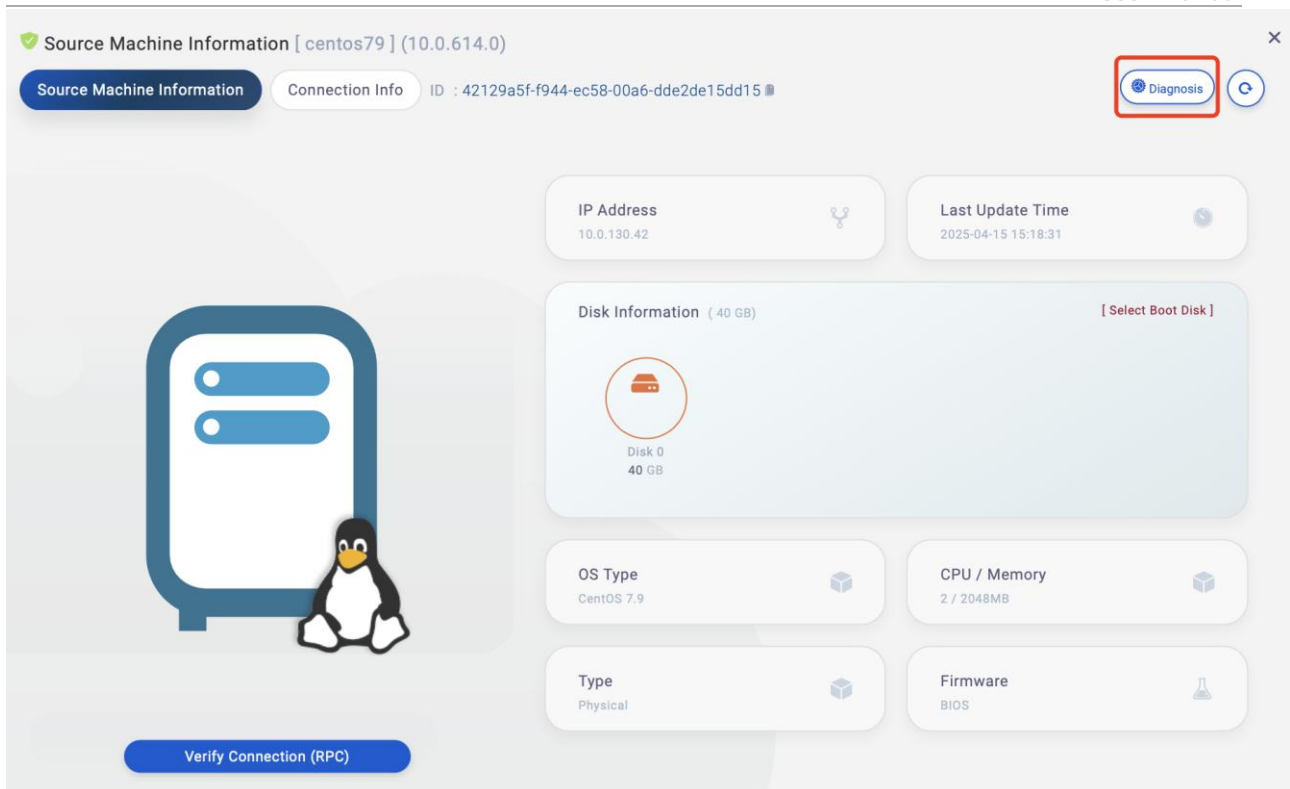 Source Machine Information [ centos79 ] (10.0.614.0)
Source Machine Information
Connection Info
ID : 42129a5f-f944-ec58-00a6-dde2de15dd15
Diagnosis
IP Address
10.0.130.42
Last Update Time
2025-04-15 15:18:31
Disk Information ( 40 GB)
[ Select Boot Disk ]
Disk 0
40 GB
OS Type
CentOS 7.9
CPU / Memory
2 / 2048MB
Type
Physical
Firmware
BIOS
Verify Connection (RPC)